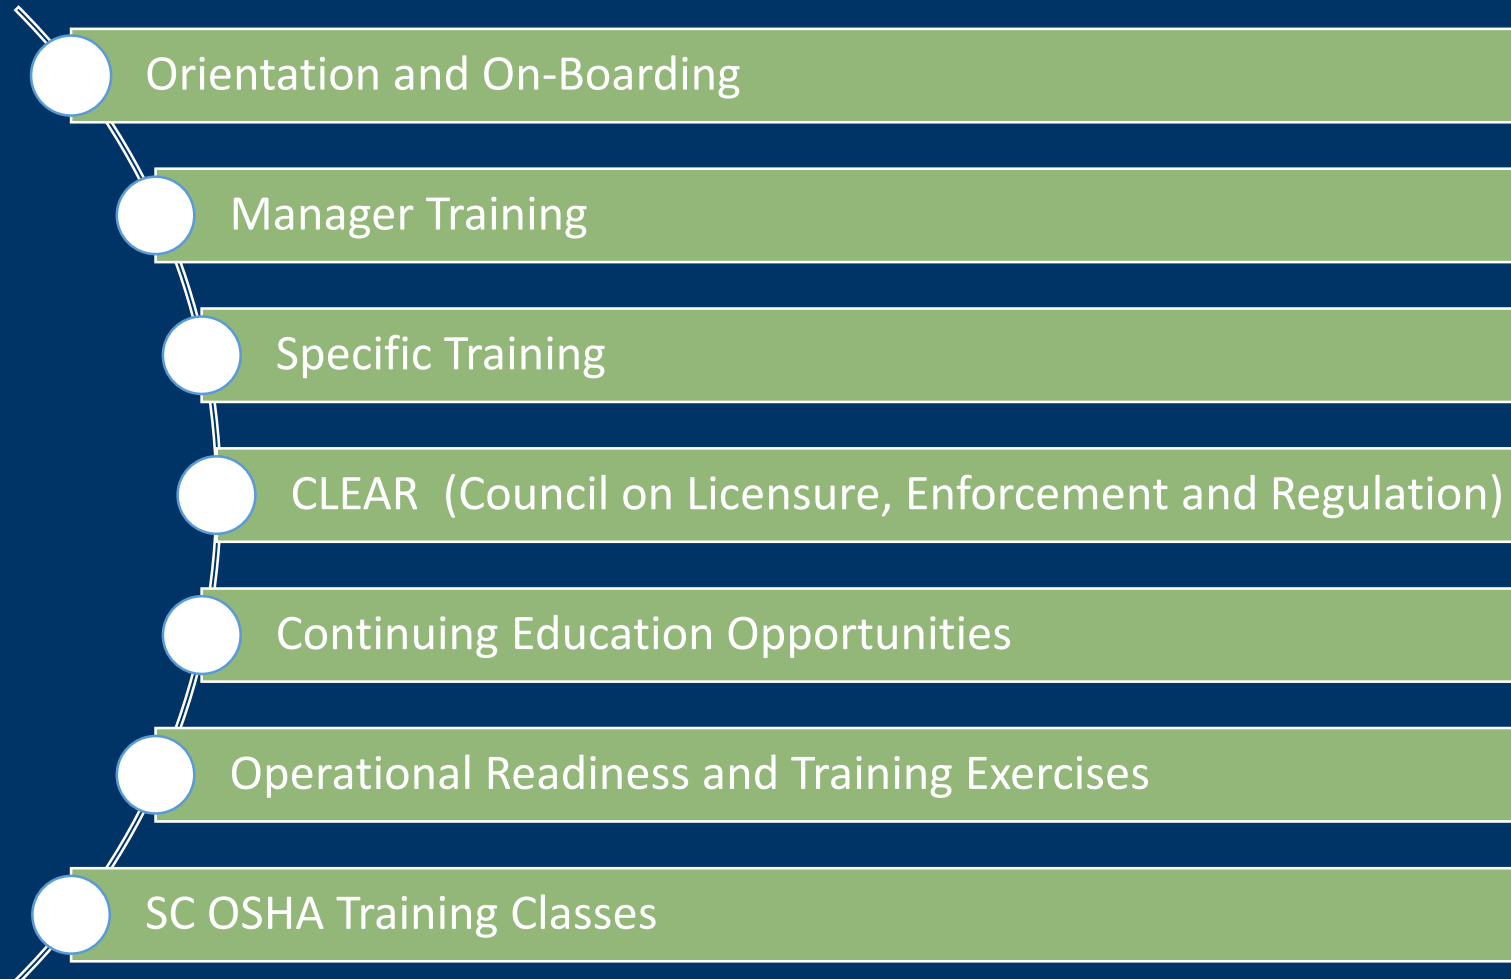 Orientation and On-Boarding
Manager Training
Specific Training
CLEAR  (Council on Licensure, Enforcement and Regulation)
Continuing Education Opportunities
Operational Readiness and Training Exercises
SC OSHA Training Classes